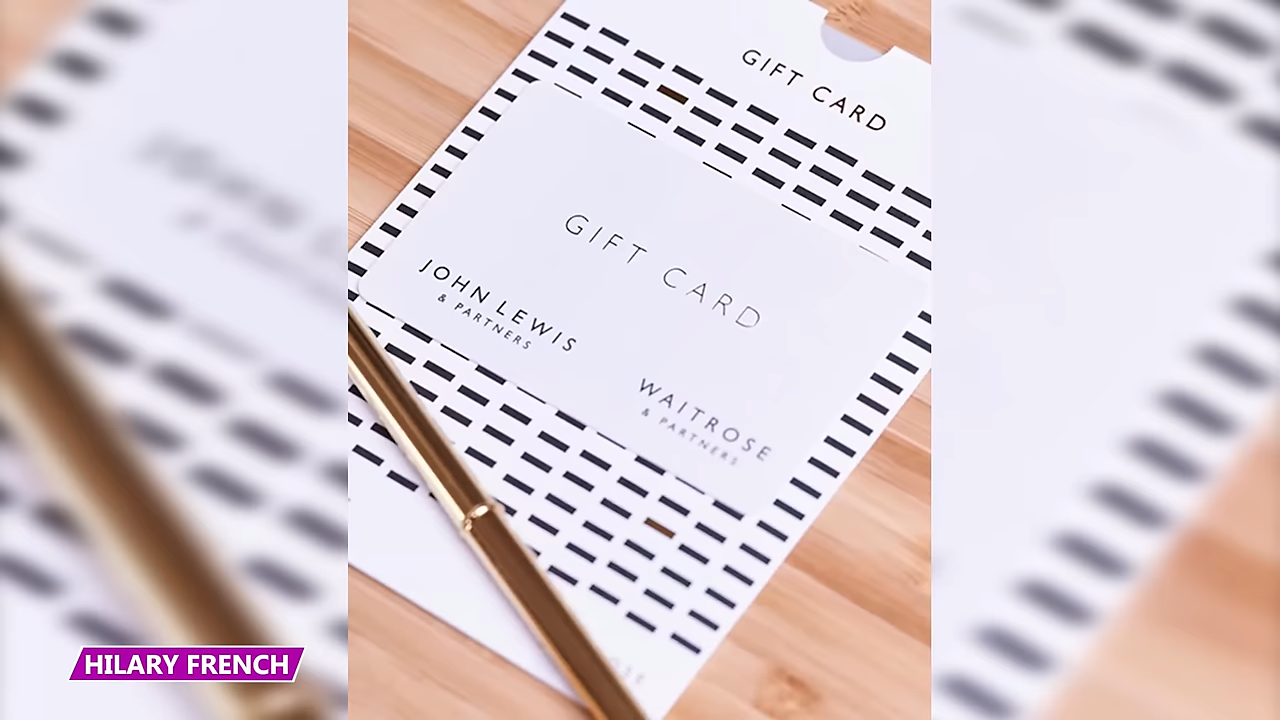 GIFT CARD
GIFT CARD
JOHN LEWIS
& PARTNERS
WAITROSE
& PARTNERS
HILARY FRENCH